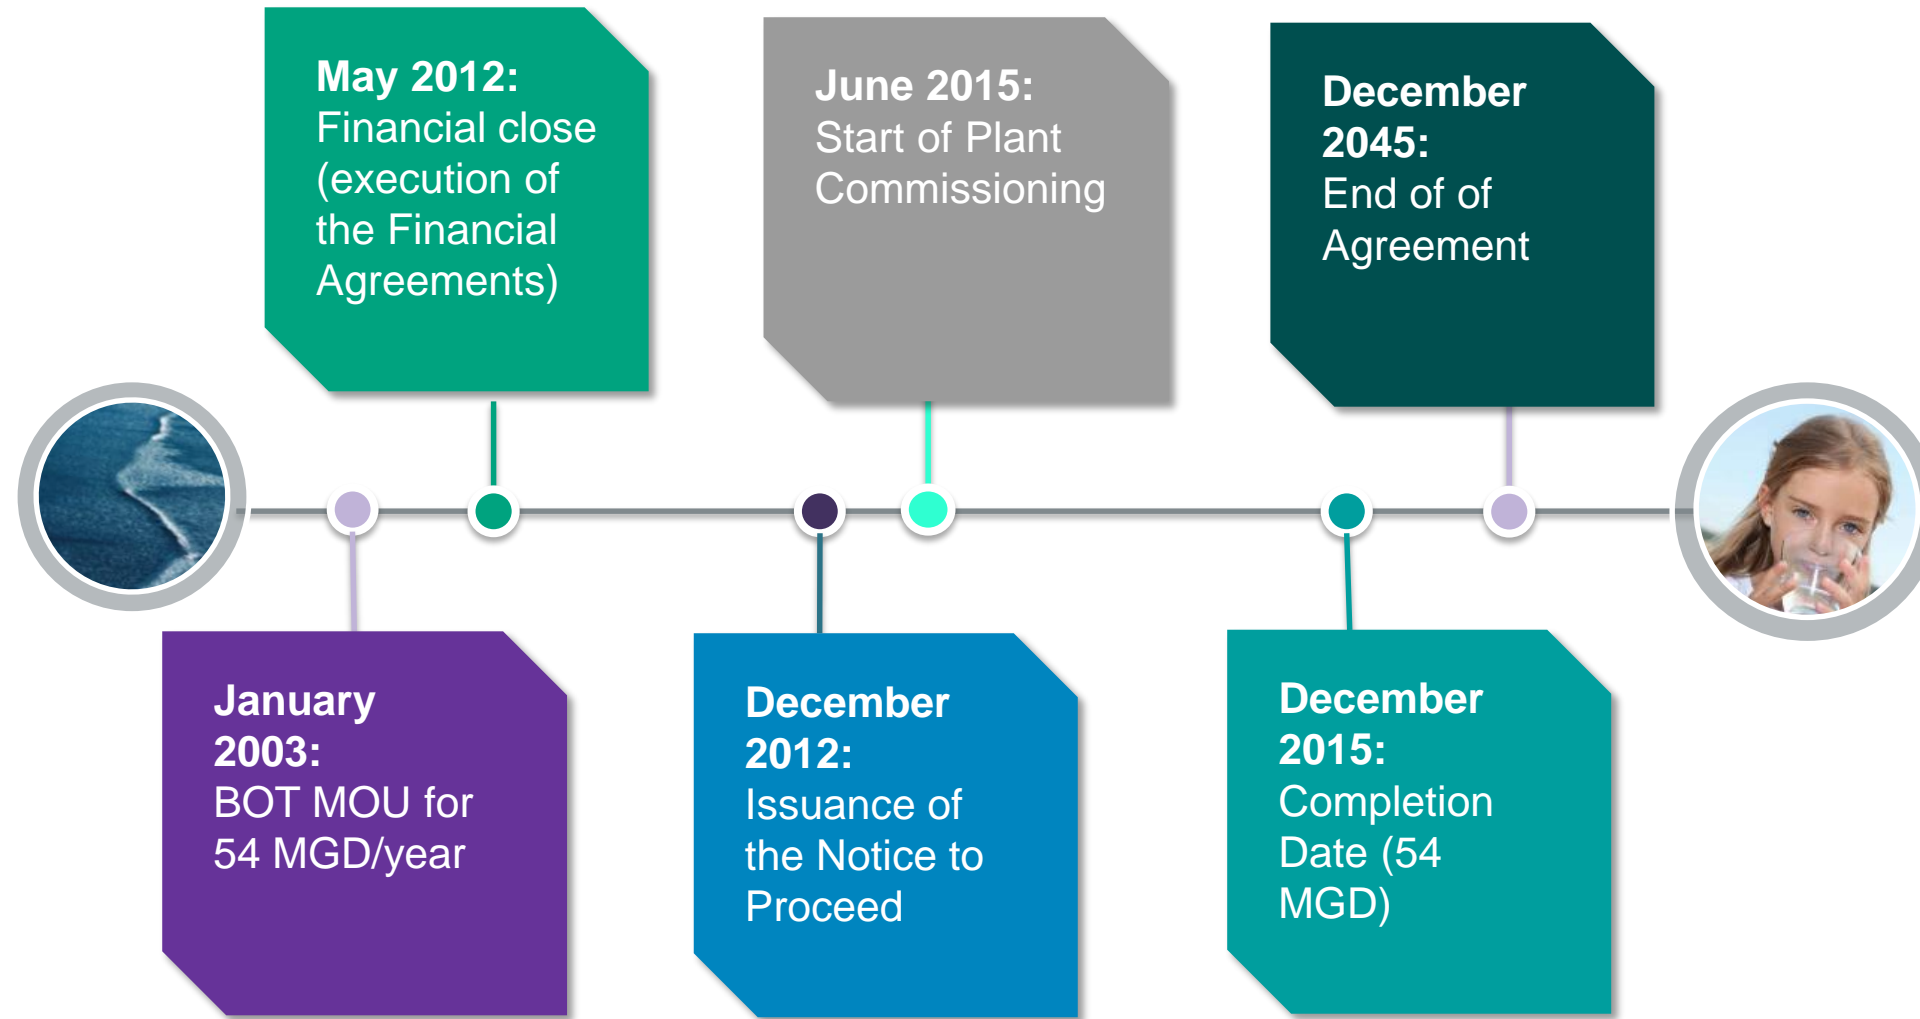 May 2012:
Financial close
(execution of
the Financial
Agreements)
June 2015:
Start of Plant
Commissioning
December
2045:
End of of
Agreement
January
2003:
BOT MOU for
54 MGD/year
December
2012:
Issuance of
the Notice to
Proceed
December
2015:
Completion
Date (54
MGD)